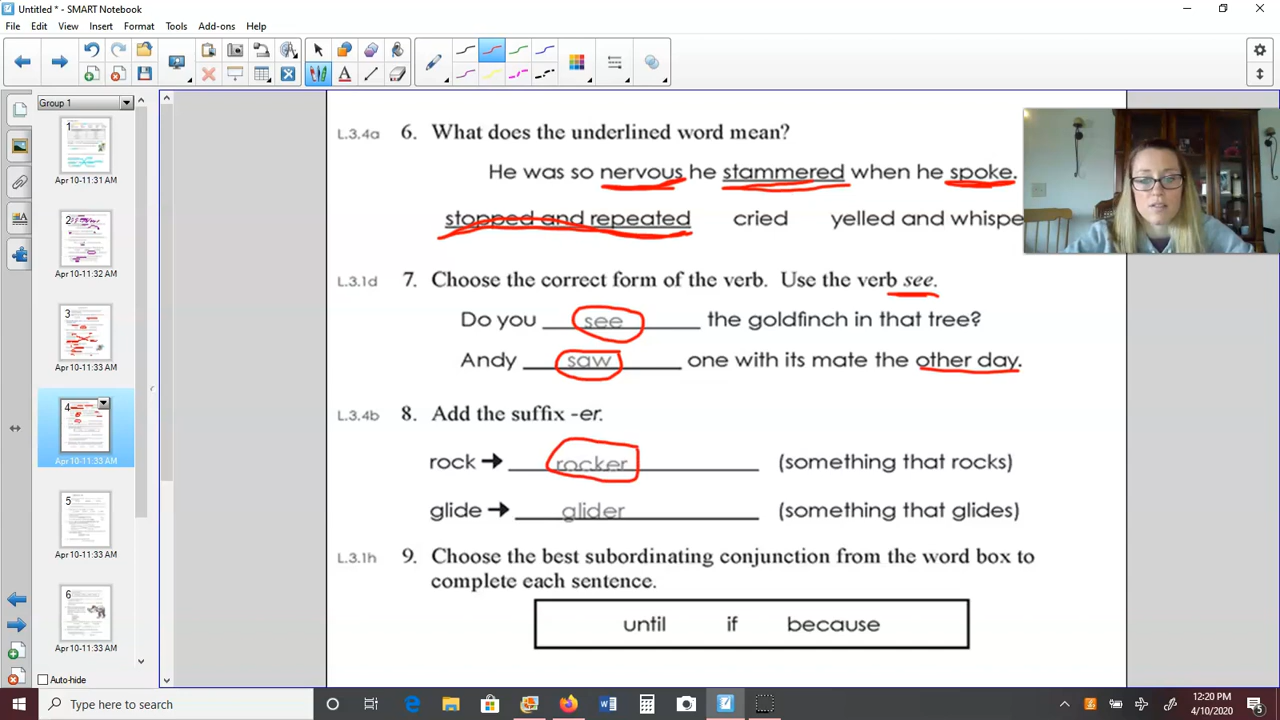 Untitled * - SMART Notebook
File Edit View Insert Format Tools Add-ons Help
Group 1
1
Apr 10-11:31 AM
2
Apr 10-11:32 AM
3
Apr 10-11:33 AM
4
Apr 10-11:33 AM
5
Apr 10-11:33 AM
6
Apr 10-11:33 AM
Auto-hide
L.3.4a 6. What does the underlined word mean?
He was so nervous he stammered when he spoke.
stopped and repeated cried yelled and whispe
L.3.1d 7. Choose the correct form of the verb. Use the verb see.
Do you see the goldfinch in that tree?
Andy saw one with its mate the other day.
L.3.4b 8. Add the suffix -er.
rock → rocker (something that rocks)
glide → glider (something that glides)
L.3.1h 9. Choose the best subordinating conjunction from the word box to
complete each sentence.
until if because
Type here to search
12:20 PM
4/10/2020
5